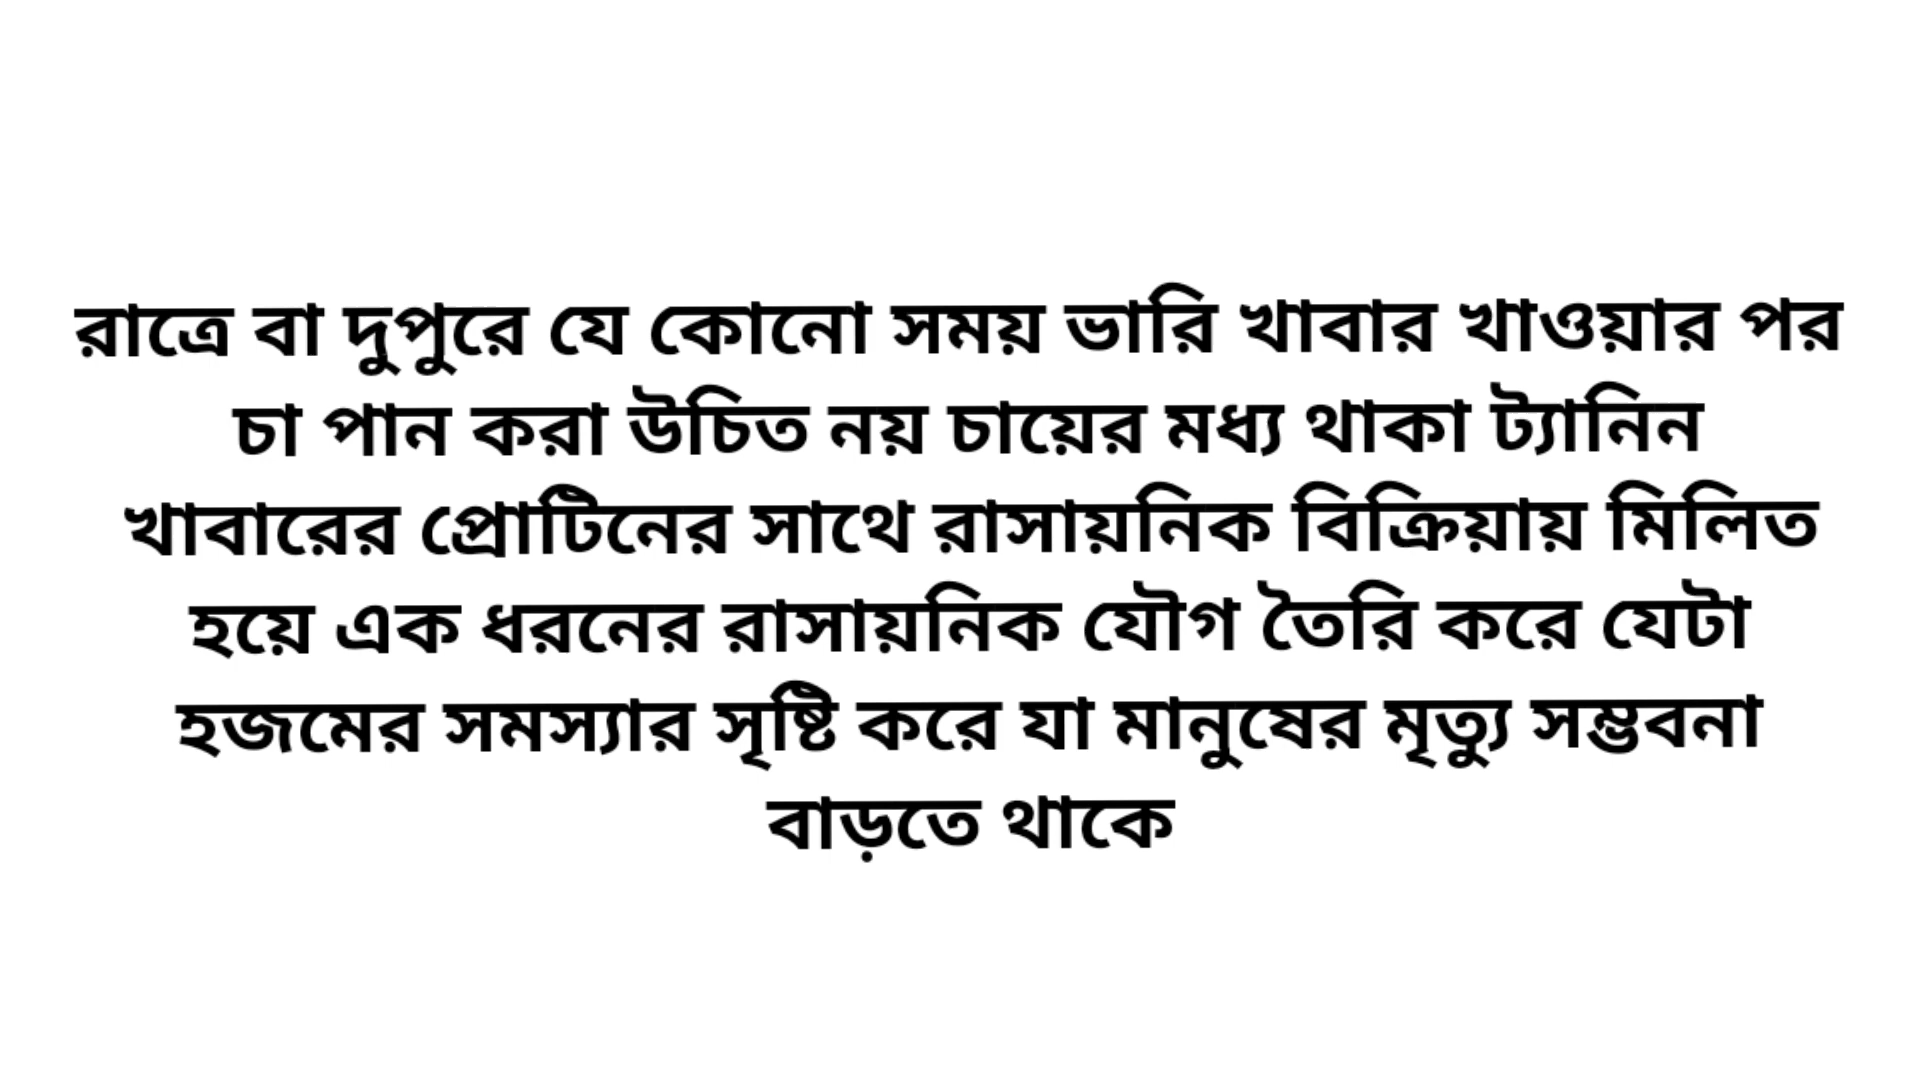 রাত্রে বা দুপুরে যে কোনো সময় ভারি খাবার খাওয়ার পর
চা পান করা উচিত নয় চায়ের মধ্য থাকা ট্যানিন
খাবারের প্রোটিনের সাথে রাসায়নিক বিক্রিয়ায় মিলিত
হয়ে এক ধরনের রাসায়নিক যৌগ তৈরি করে যেটা
হজমের সমস্যার সৃষ্টি করে যা মানুষের মৃত্যু সম্ভবনা
বাড়তে থাকে